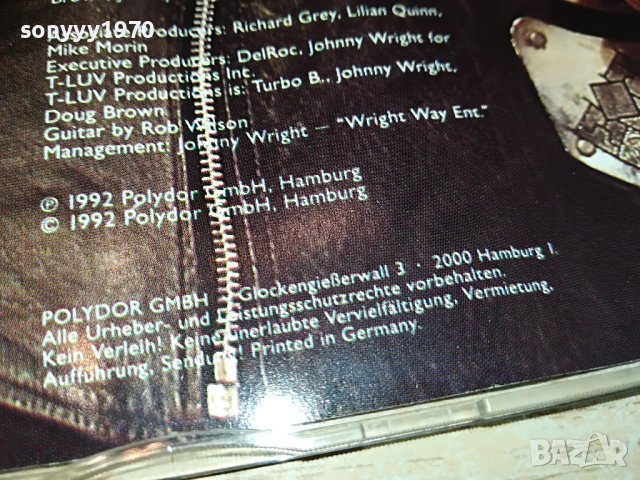 sonyyy1970
Producers: Richard Grey, Lilian Quinn,
Mike Morin
Executive Producers: DelRoc, Johnny Wright for
T-LUV Productions Inc.
T-LUV Productions is: Turbo B., Johnny Wright,
Doug Brown
Guitar by Rob
Management: Johnny Wright – "Wright Way Ent."
℗ 1992 Polydor GmbH, Hamburg
© 1992 Polydor GmbH, Hamburg
POLYDOR GMBH Glockengießerwall 3 · 2000 Hamburg 1.
Alle Urheber- und Leistungsschutzrechte vorbehalten.
Kein Verleih! Keine unerlaubte Vervielfältigung, Vermietung,
Aufführung, Sendung! Printed in Germany.
BAZAR